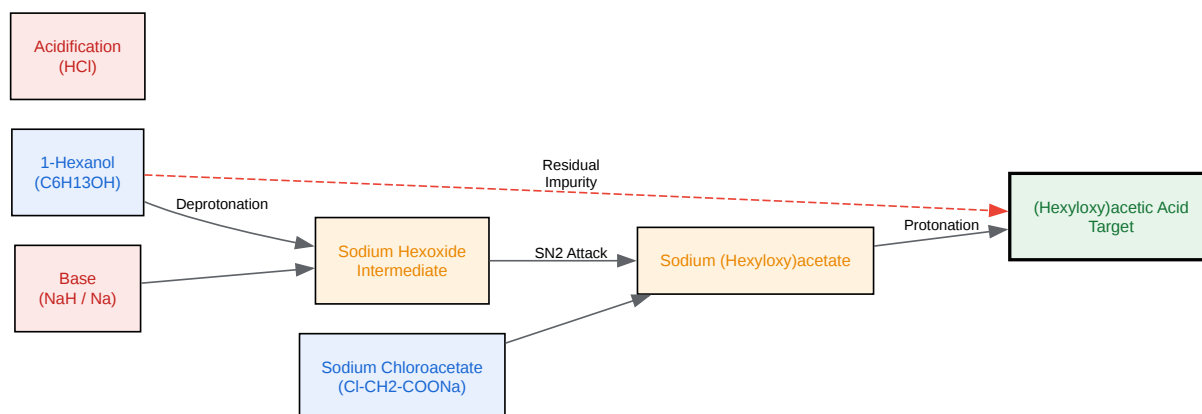 Acidification
(HCl)
1-Hexanol
(C6H13OH)
Residual
Impurity
(Hexyloxy)acetic Acid
Target
Deprotonation
Protonation
Base
(NaH / Na)
Sodium Hexoxide
Intermediate
SN2 Attack
Sodium (Hexyloxy)acetate
Sodium Chloroacetate
(Cl-CH2-COONa)